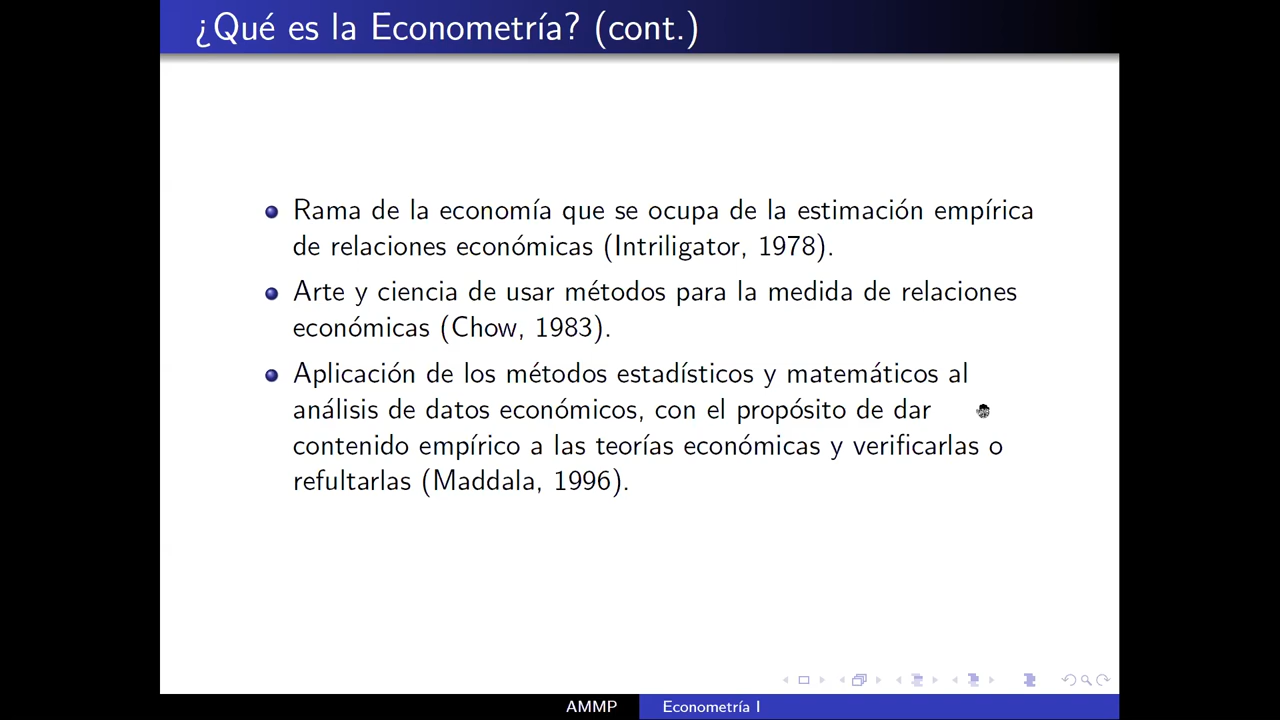 ¿Qué es la Econometría? (cont.)
Rama de la economía que se ocupa de la estimación empírica
de relaciones económicas (Intriligator, 1978).
Arte y ciencia de usar métodos para la medida de relaciones
económicas (Chow, 1983).
Aplicación de los métodos estadísticos y matemáticos al
análisis de datos económicos, con el propósito de dar
contenido empírico a las teorías económicas y verificarlas o
refultarlas (Maddala, 1996).
AMMP
Econometría I